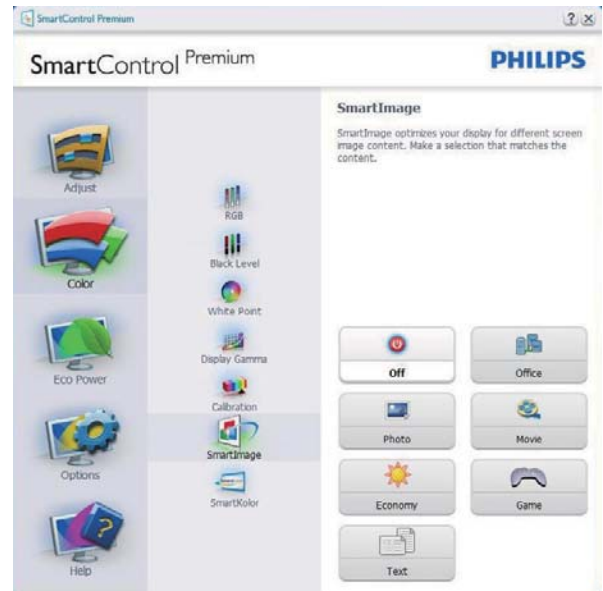 SmartControl Premium
? x
SmartControl Premium
PHILIPS
Adjust
Color
Eco Power
Options
Help
RGB
Black Level
White Point
Display Gamma
Calibration
SmartImage
SmartKolor
SmartImage
SmartImage optimizes your display for different screen
image content. Make a selection that matches the
content.
Off
Office
Photo
Movie
Economy
Game
Text